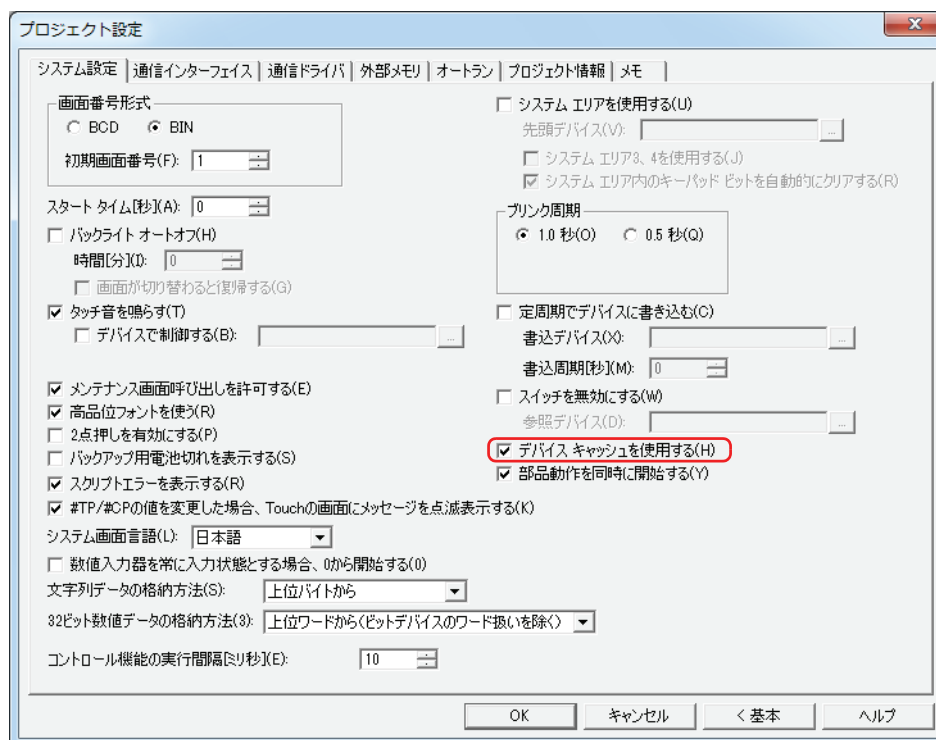 プロジェクト設定
システム設定 通信インターフェイス 通信ドライバ 外部メモリ オートラン プロジェクト情報 メモ
画面番号形式
BCD BIN
初期画面番号(F): 1
スタート タイム[秒](A): 0
バックライト オートオフ(H)
時間[分](I): 0
画面が切り替わると復帰する(G)
タッチ音を鳴らす(T)
デバイスで制御する(B): ...
メンテナンス画面呼び出しを許可する(E)
高品位フォントを使う(R)
2点押しを有効にする(P)
バックアップ用電池切れを表示する(S)
スクリプトエラーを表示する(R)
#TP/#CPの値を変更した場合、Touchの画面にメッセージを点滅表示する(K)
システム画面言語(L): 日本語
数値入力器を常に入力状態とする場合、0から開始する(0)
文字列データの格納方法(S): 上位バイトから
32ビット数値データの格納方法(3): 上位ワードから(ビットデバイスのワード扱いを除く)
コントロール機能の実行間隔[ミリ秒](E): 10
システム エリアを使用する(U)
先頭デバイス(V): ...
システム エリア3、4を使用する(J)
システム エリア内のキーパッド ビットを自動的にクリアする(R)
ブリンク周期
1.0 秒(O) 0.5 秒(Q)
定周期でデバイスに書き込む(C)
書込デバイス(X): ...
書込周期[秒](M): 0
スイッチを無効にする(W)
参照デバイス(D): ...
デバイス キャッシュを使用する(H)
部品動作を同時に開始する(Y)
OK キャンセル < 基本 ヘルプ